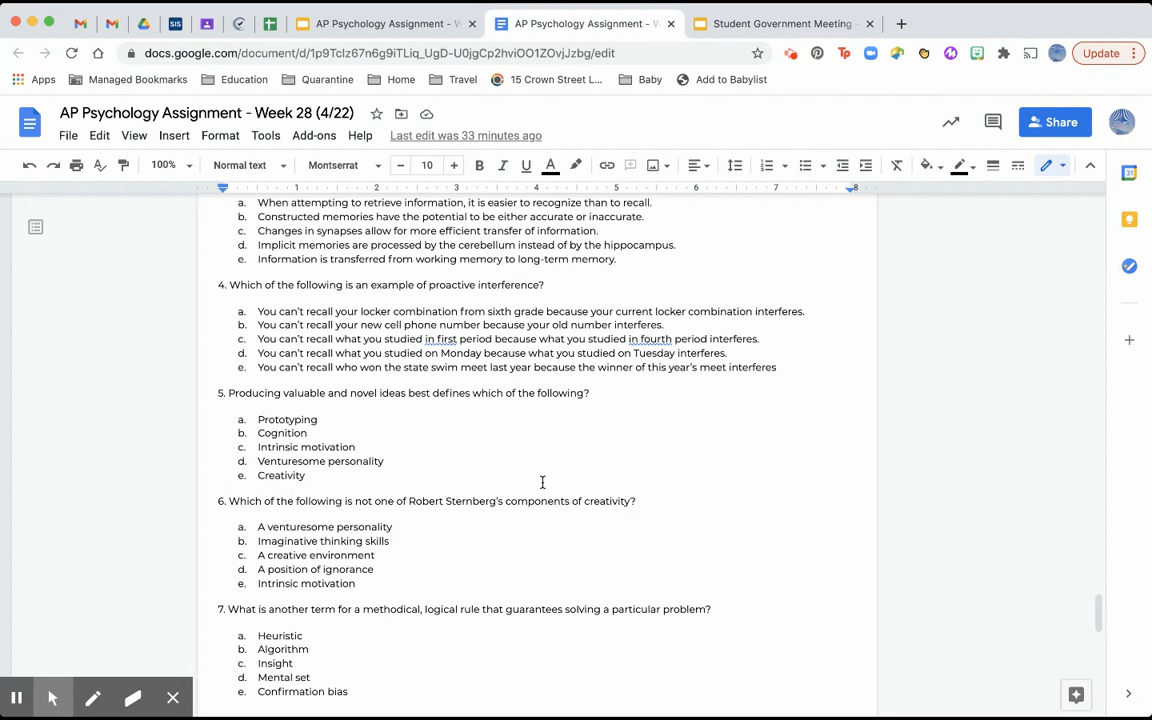 AP Psychology Assignment - W
AP Psychology Assignment - We
Student Government Meeting -
docs.google.com/document/d/1p9TcIz67n6g9iTLiq_UgD-U0jgCp2hviOO1ZOvjJzbg/edit
Update
Apps
Managed Bookmarks
Education
Quarantine
Home
Travel
15 Crown Street L...
Baby
Add to Babylist
AP Psychology Assignment - Week 28 (4/22)
File Edit View Insert Format Tools Add-ons Help Last edit was 33 minutes ago
Share
100% Normal text Montserrat - 10 + B I U A
1 2 3 4 5 6 7 8
a. When attempting to retrieve information, it is easier to recognize than to recall.
b. Constructed memories have the potential to be either accurate or inaccurate.
c. Changes in synapses allow for more efficient transfer of information.
d. Implicit memories are processed by the cerebellum instead of by the hippocampus.
e. Information is transferred from working memory to long-term memory.
4. Which of the following is an example of proactive interference?
a. You can't recall your locker combination from sixth grade because your current locker combination interferes.
b. You can't recall your new cell phone number because your old number interferes.
c. You can't recall what you studied in first period because what you studied in fourth period interferes.
d. You can't recall what you studied on Monday because what you studied on Tuesday interferes.
e. You can't recall who won the state swim meet last year because the winner of this year's meet interferes
5. Producing valuable and novel ideas best defines which of the following?
a. Prototyping
b. Cognition
c. Intrinsic motivation
d. Venturesome personality
e. Creativity
6. Which of the following is not one of Robert Sternberg's components of creativity?
a. A venturesome personality
b. Imaginative thinking skills
c. A creative environment
d. A position of ignorance
e. Intrinsic motivation
7. What is another term for a methodical, logical rule that guarantees solving a particular problem?
a. Heuristic
b. Algorithm
c. Insight
d. Mental set
e. Confirmation bias